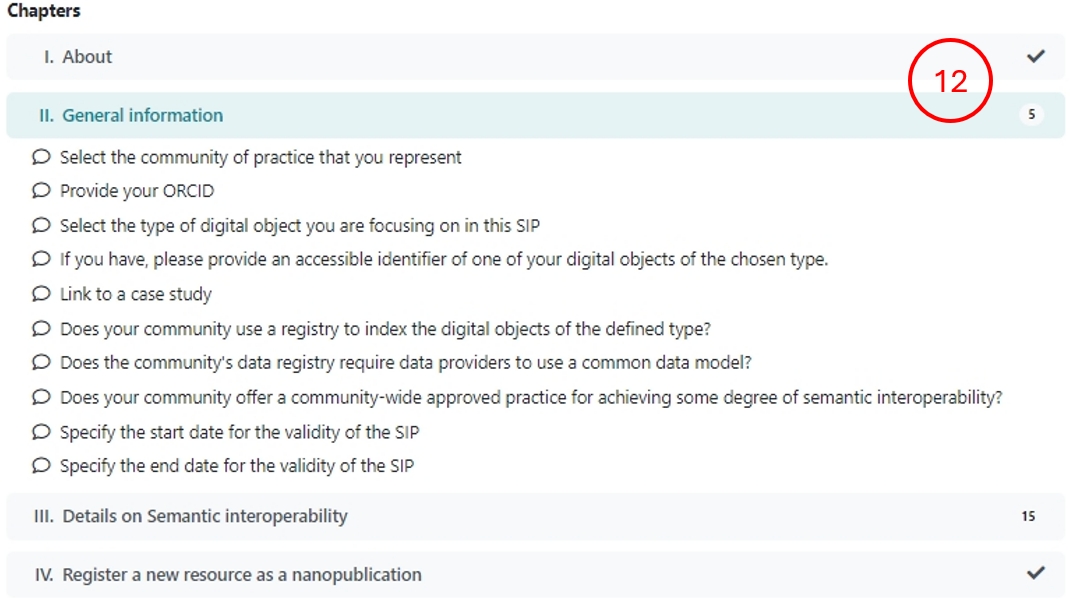 Chapters
I. About
12
II. General information 5
Select the community of practice that you represent
Provide your ORCID
Select the type of digital object you are focusing on in this SIP
If you have, please provide an accessible identifier of one of your digital objects of the chosen type.
Link to a case study
Does your community use a registry to index the digital objects of the defined type?
Does the community's data registry require data providers to use a common data model?
Does your community offer a community-wide approved practice for achieving some degree of semantic interoperability?
Specify the start date for the validity of the SIP
Specify the end date for the validity of the SIP
III. Details on Semantic interoperability 15
IV. Register a new resource as a nanopublication